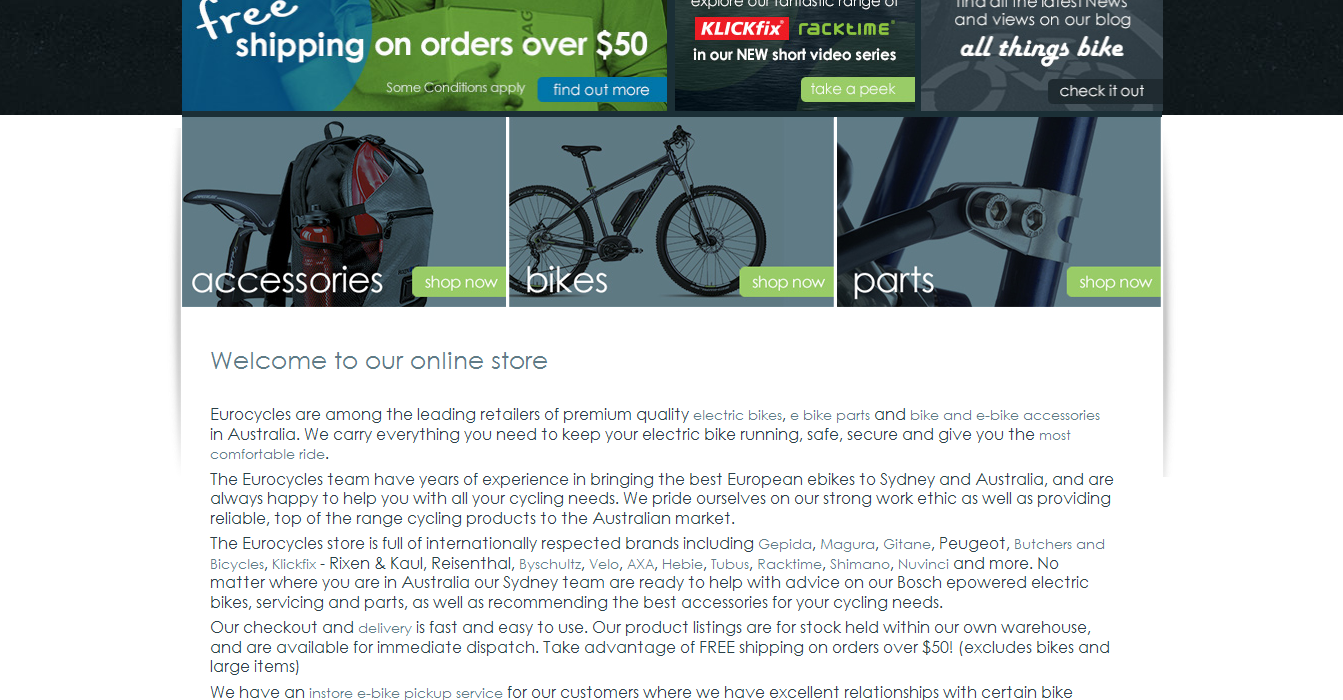 free
shipping on orders over $50
Some Conditions apply
find out more
explore our fantastic range of
KLICKfix racktime
in our NEW short video series
take a peek
find all the latest News
and views on our blog
all things bike
check it out
accessories
shop now
bikes
shop now
parts
shop now
Welcome to our online store
Eurocycles are among the leading retailers of premium quality electric bikes, e bike parts and bike and e-bike accessories
in Australia. We carry everything you need to keep your electric bike running, safe, secure and give you the most
comfortable ride.
The Eurocycles team have years of experience in bringing the best European ebikes to Sydney and Australia, and are
always happy to help you with all your cycling needs. We pride ourselves on our strong work ethic as well as providing
reliable, top of the range cycling products to the Australian market.
The Eurocycles store is full of internationally respected brands including Gepida, Magura, Gitane, Peugeot, Butchers and
Bicycles, Klickfix - Rixen & Kaul, Reisenthal, Byschultz, Velo, AXA, Hebie, Tubus, Racktime, Shimano, Nuvinci and more. No
matter where you are in Australia our Sydney team are ready to help with advice on our Bosch epowered electric
bikes, servicing and parts, as well as recommending the best accessories for your cycling needs.
Our checkout and delivery is fast and easy to use. Our product listings are for stock held within our own warehouse,
and are available for immediate dispatch. Take advantage of FREE shipping on orders over $50! (excludes bikes and
large items)
We have an instore e-bike pickup service for our customers where we have excellent relationships with certain bike